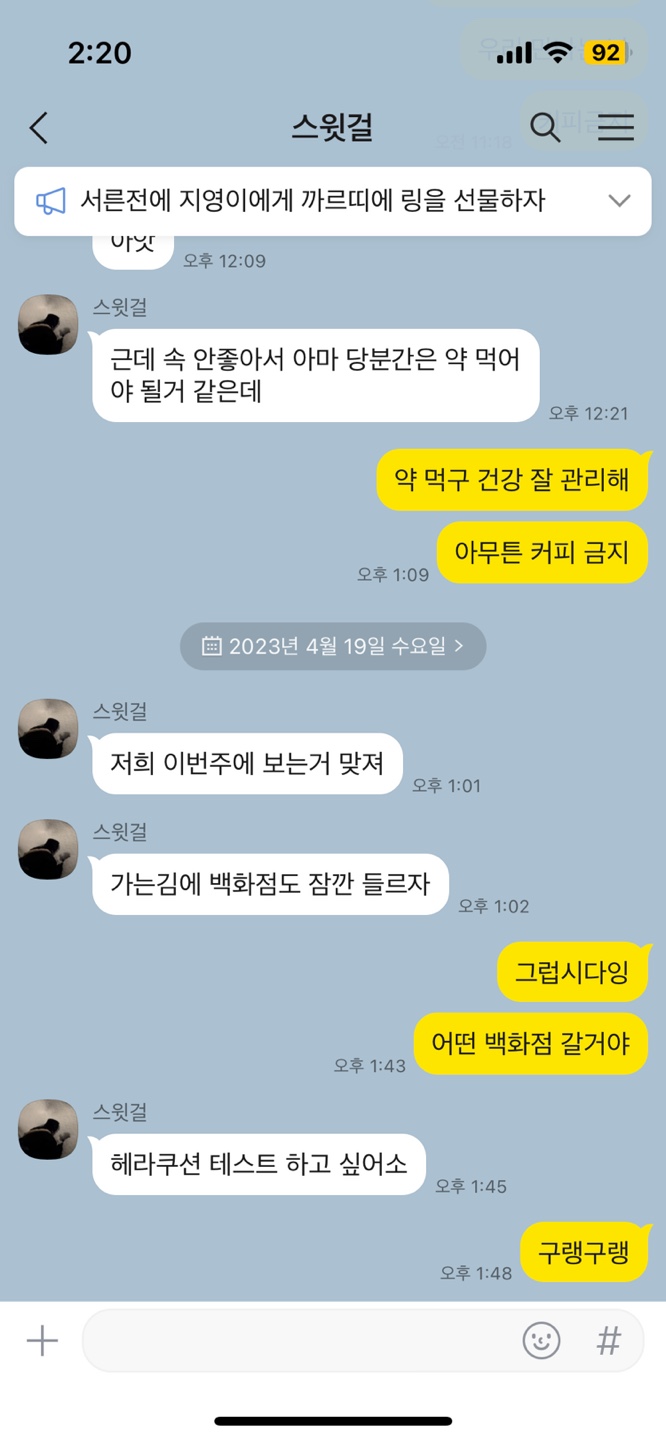 2:20
92
스윗걸
서른전에 지영이에게 까르띠에 링을 선물하자
아앗
오후 12:09
스윗걸
근데 속 안좋아서 아마 당분간은 약 먹어
야 될거 같은데
오후 12:21
약 먹구 건강 잘 관리해
아무튼 커피 금지
오후 1:09
2023년 4월 19일 수요일 >
스윗걸
저희 이번주에 보는거 맞져
오후 1:01
스윗걸
가는김에 백화점도 잠깐 들르자
오후 1:02
그럽시다잉
어떤 백화점 갈거야
오후 1:43
스윗걸
헤라쿠션 테스트 하고 싶어소
오후 1:45
구랭구랭
오후 1:48
#